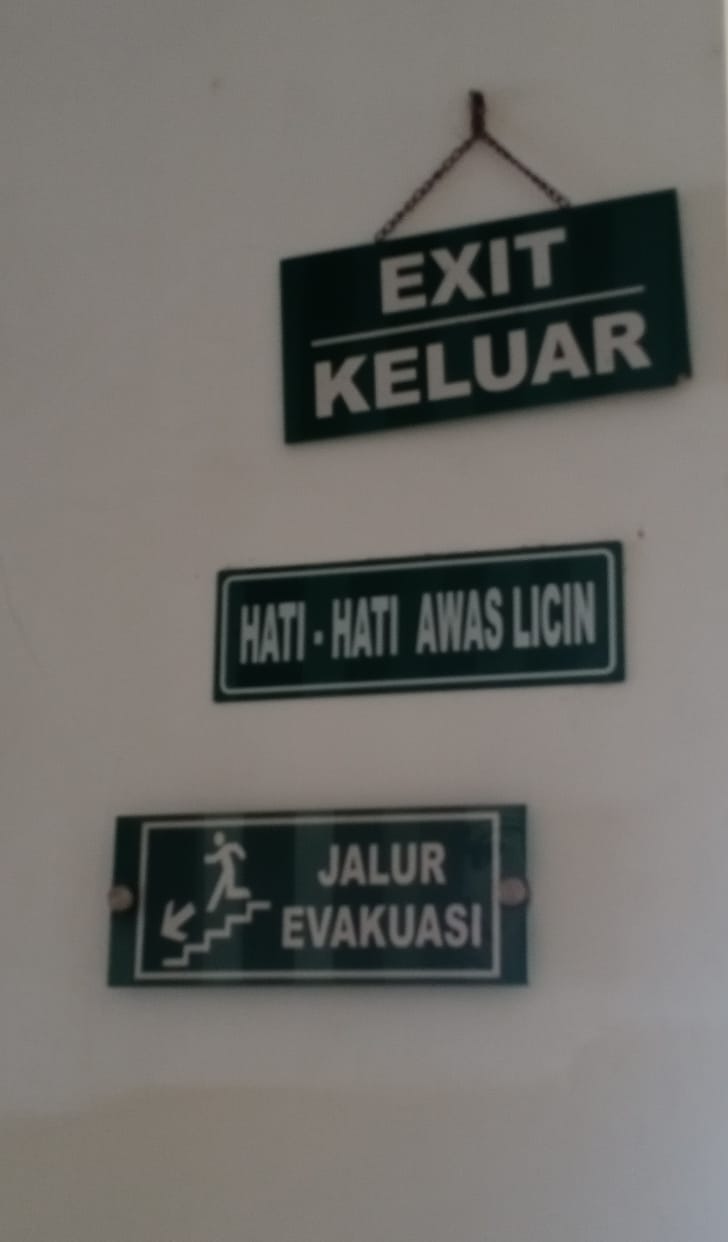 EXIT
KELUAR
HATI - HATI AWAS LICIN
JALUR
EVAKUASI